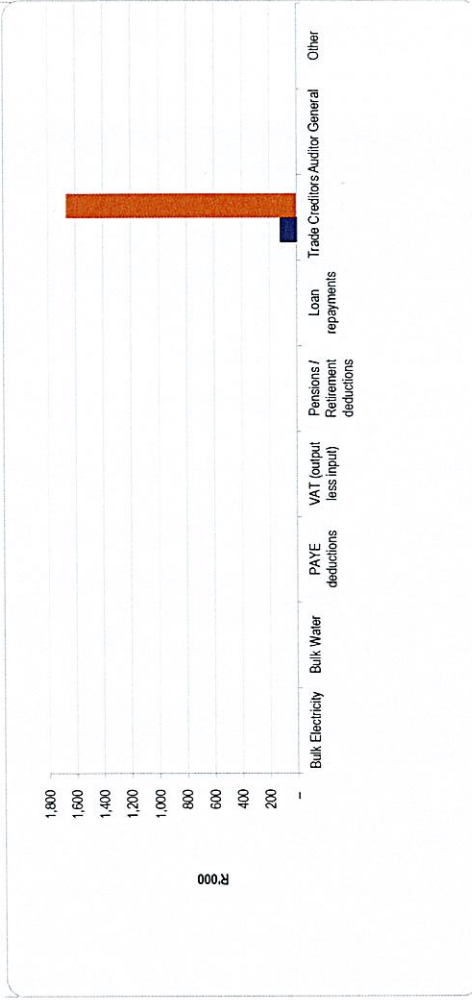 1,800
1,600
1,400
1,200
1,000
800
600
400
200
–
R'000
Bulk Electricity
Bulk Water
PAYE
deductions
VAT (output
less input)
Pensions /
Retirement
deductions
Loan
repayments
Trade Creditors
Auditor General
Other